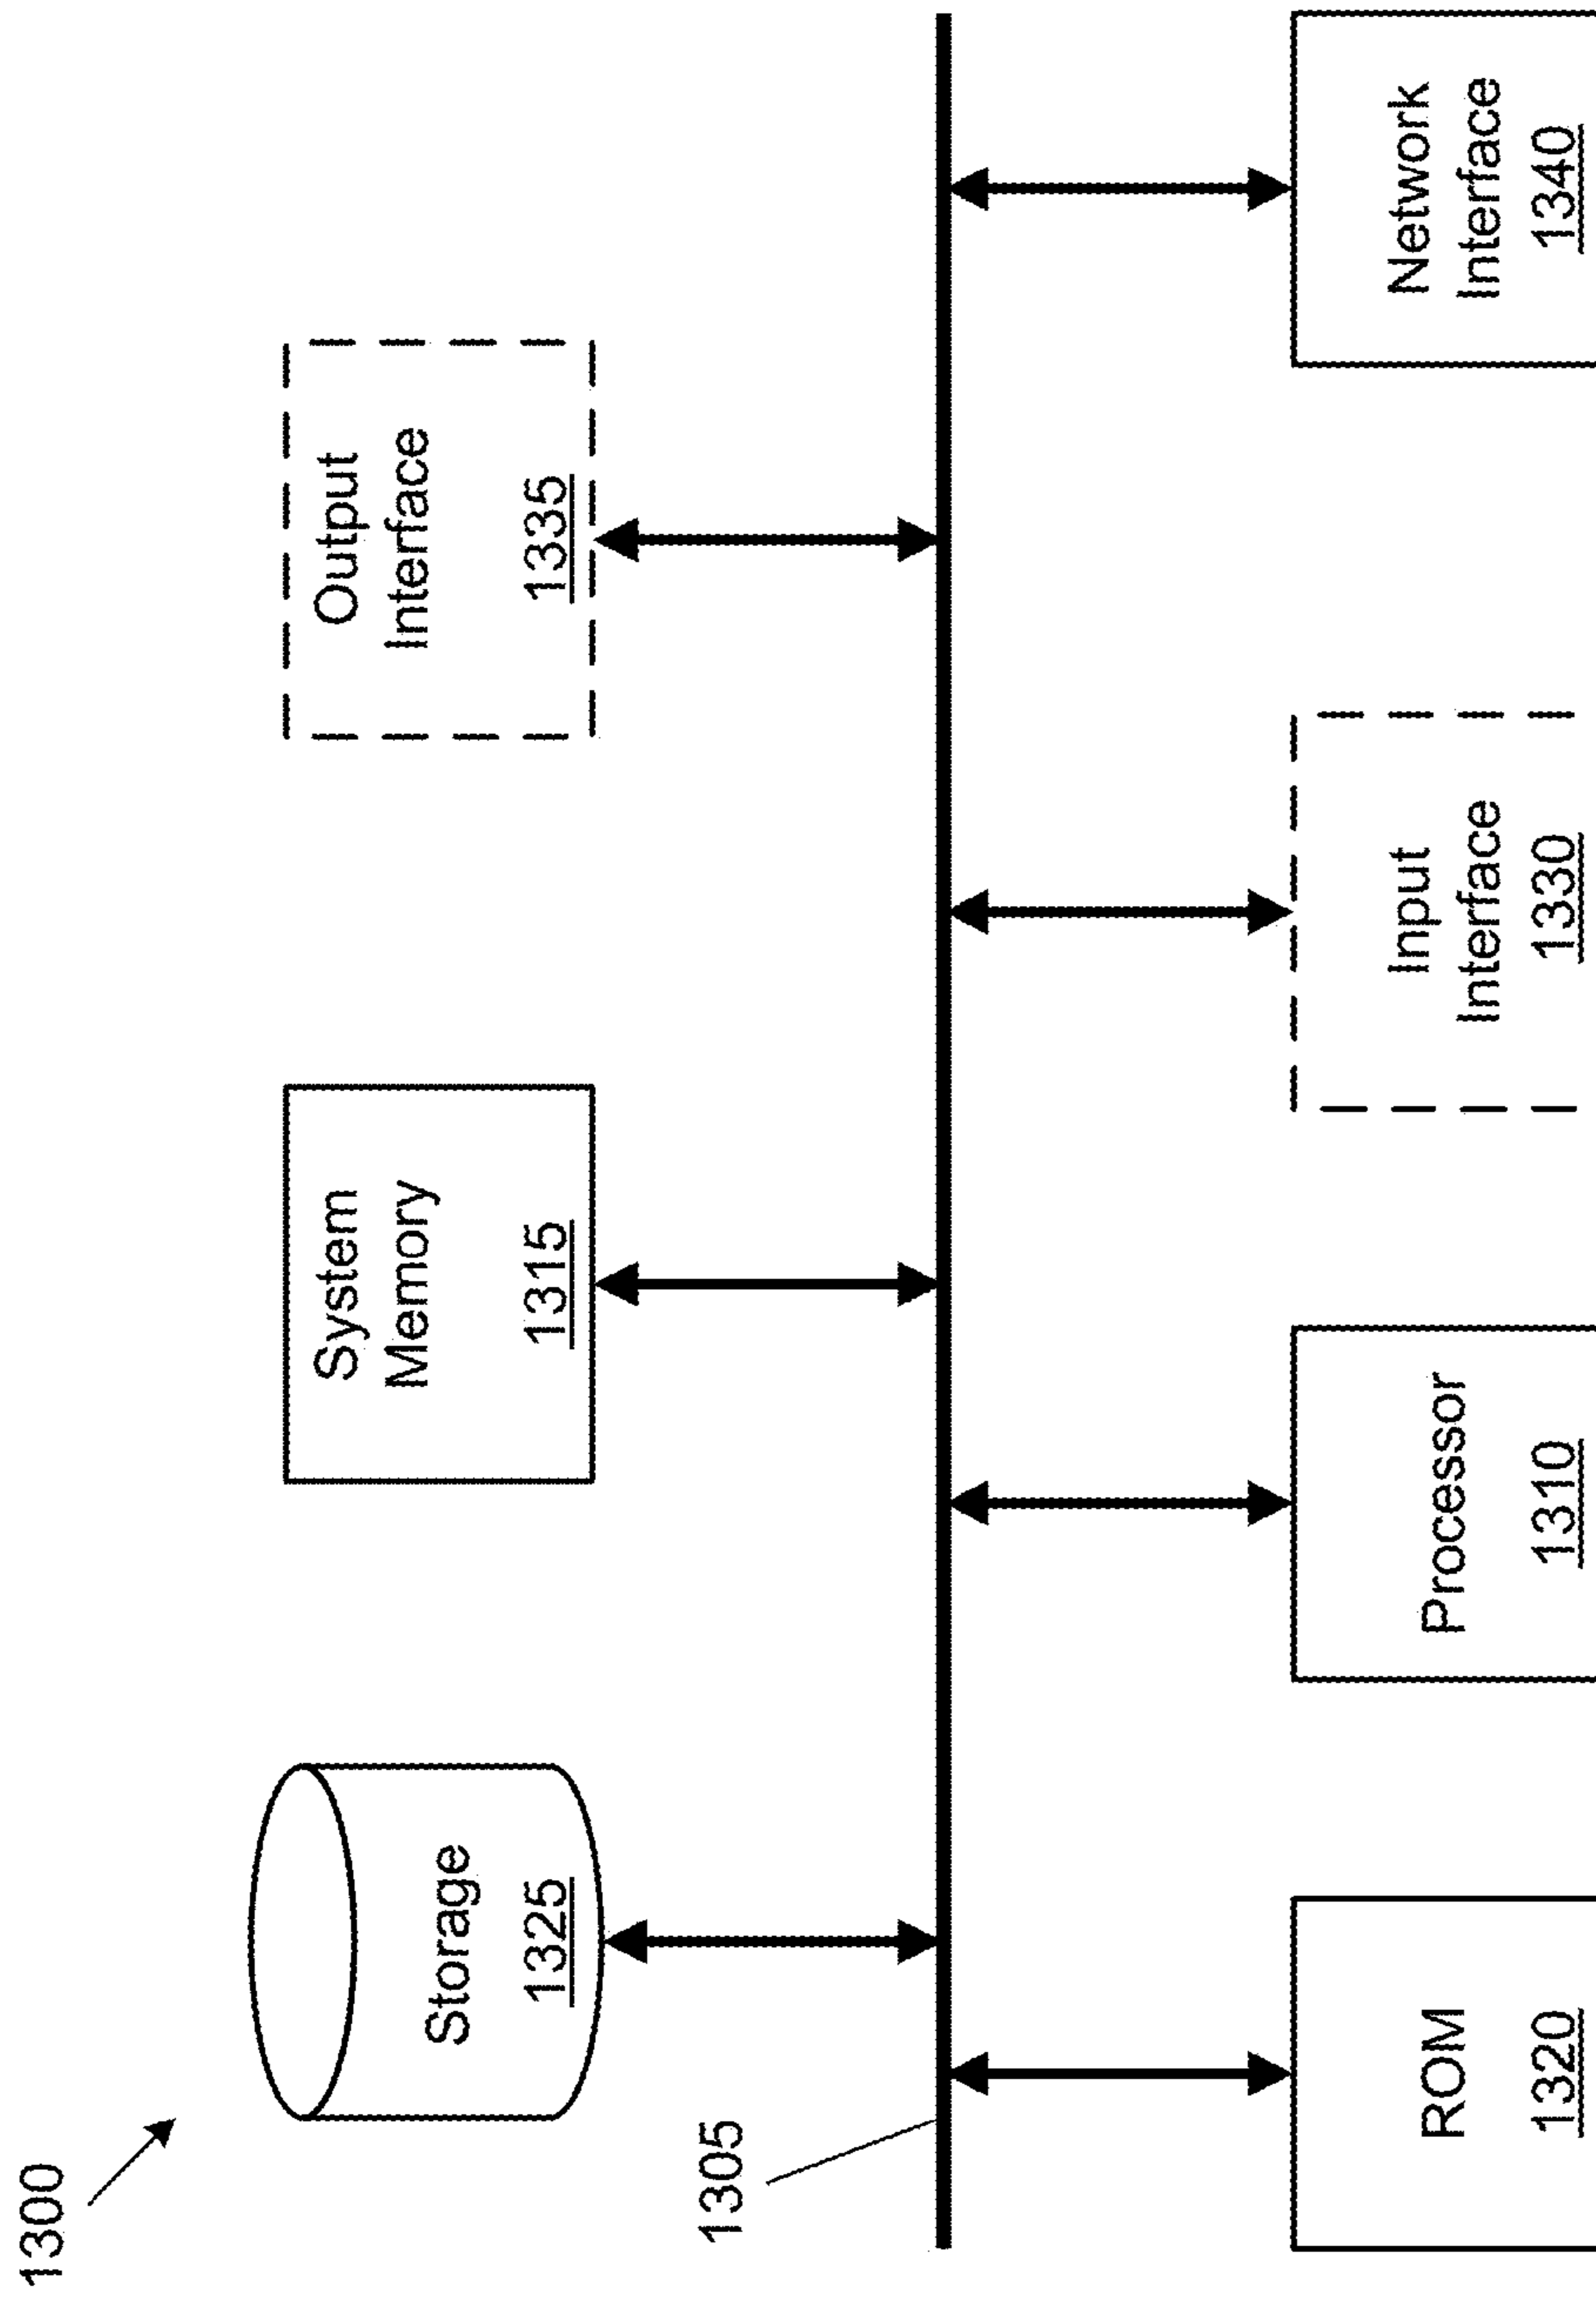 1300
Storage
1325
System
Memory
1315
Output
Interface
1335
1305
ROM
1320
Processor
1310
Input
Interface
1330
Network
Interface
1340